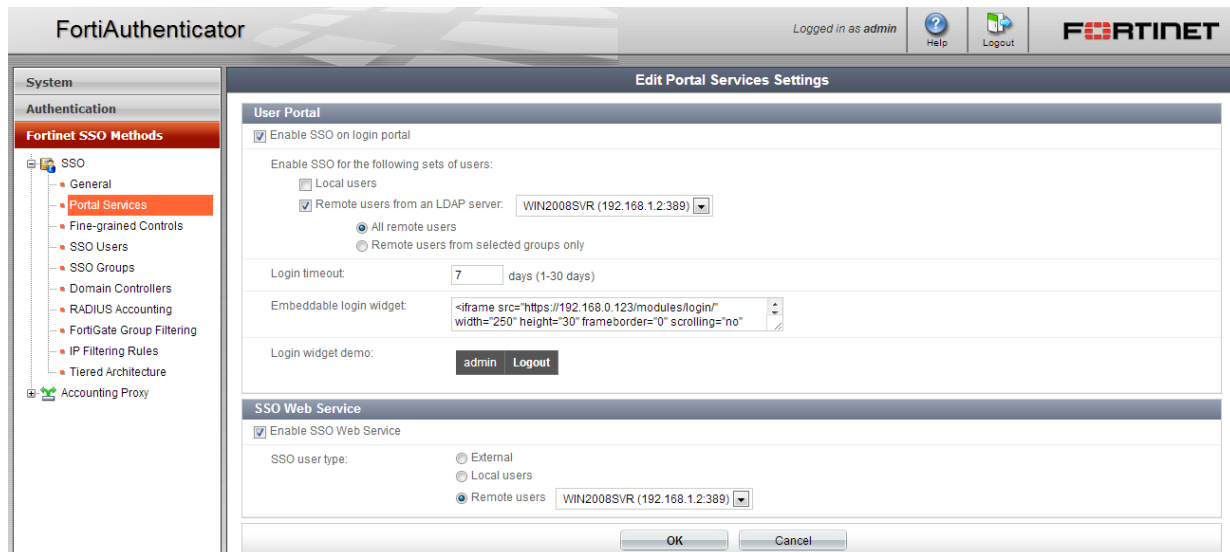 FortiAuthenticator
Logged in as admin
Help
Logout
FORTINET
System
Authentication
Fortinet SSO Methods
SSO
General
Portal Services
Fine-grained Controls
SSO Users
SSO Groups
Domain Controllers
RADIUS Accounting
FortiGate Group Filtering
IP Filtering Rules
Tiered Architecture
Accounting Proxy
Edit Portal Services Settings
User Portal
Enable SSO on login portal
Enable SSO for the following sets of users:
Local users
Remote users from an LDAP server: WIN2008SVR (192.168.1.2:389)
All remote users
Remote users from selected groups only
Login timeout: 7 days (1-30 days)
Embeddable login widget: <iframe src="https://192.168.0.123/modules/login/"
width="250" height="30" frameborder="0" scrolling="no"
Login widget demo: admin Logout
SSO Web Service
Enable SSO Web Service
SSO user type: External
Local users
Remote users WIN2008SVR (192.168.1.2:389)
OK Cancel